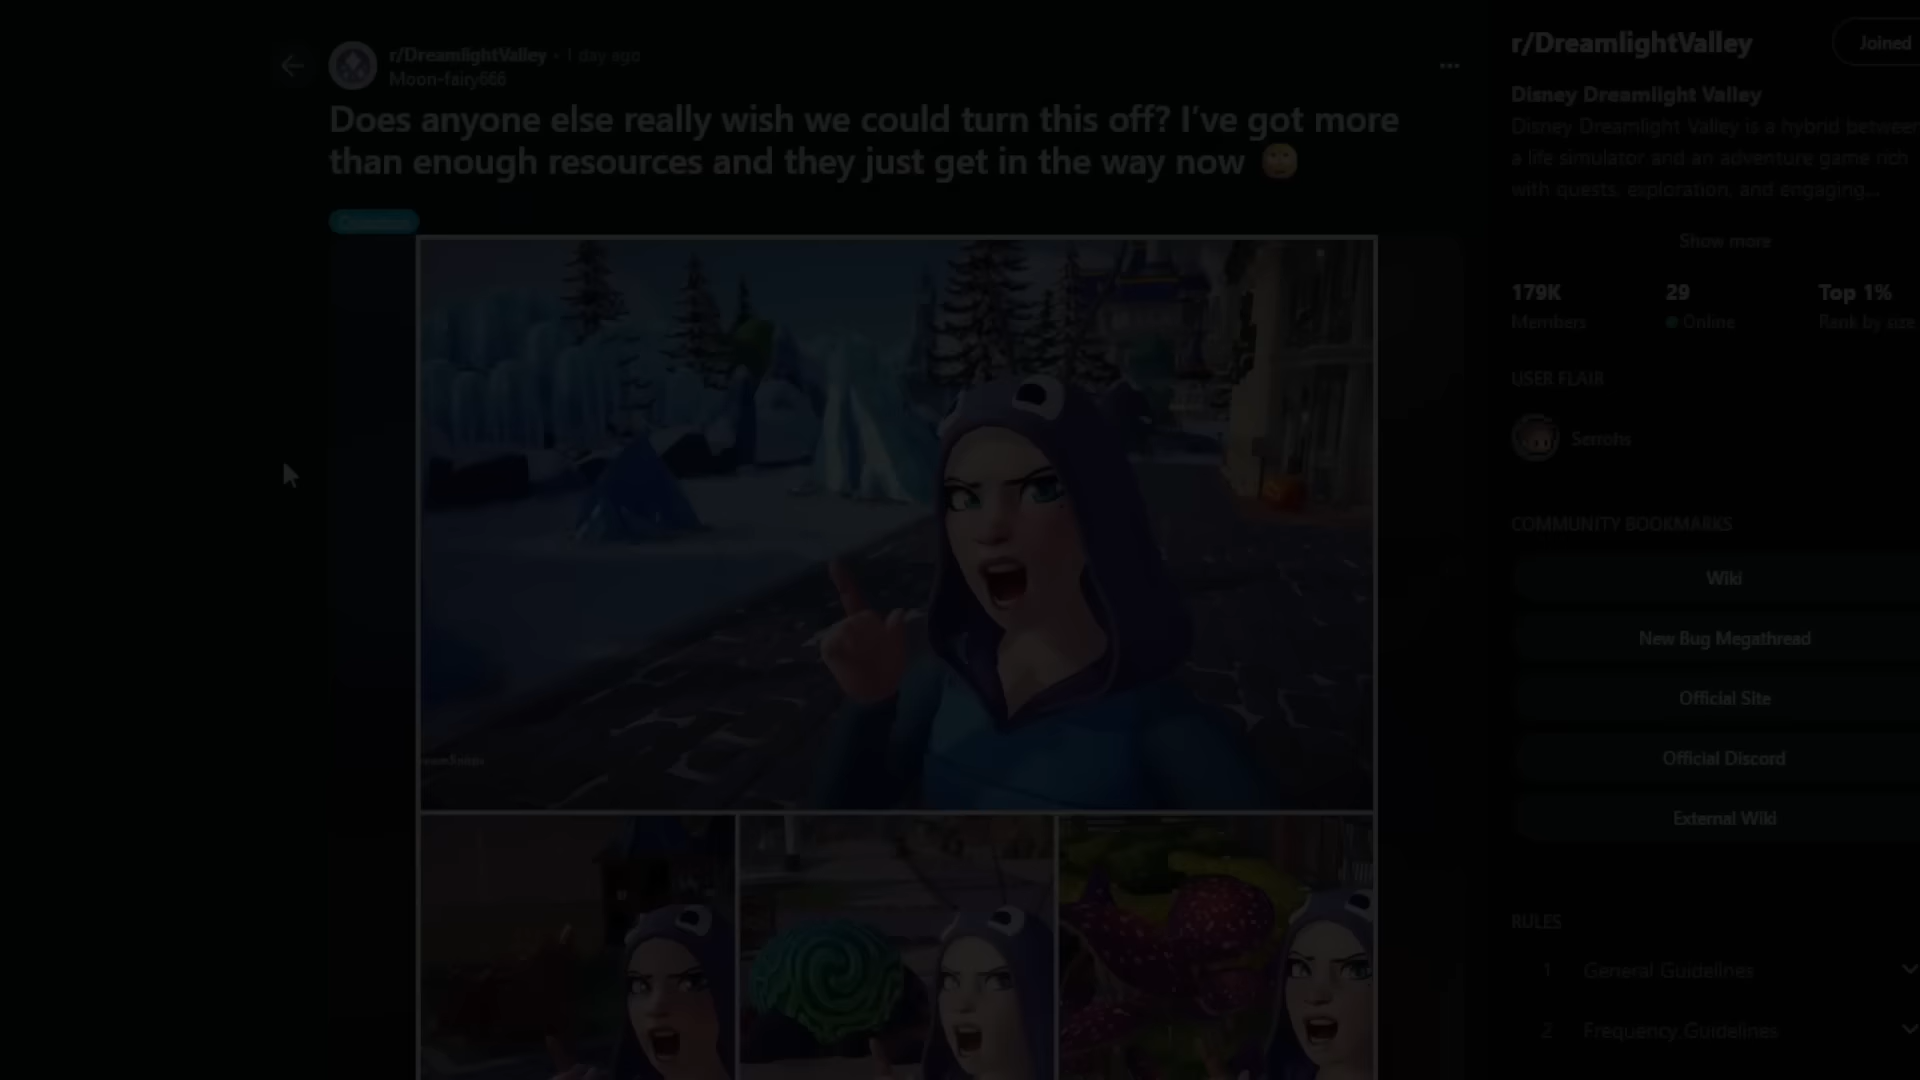 r/DreamlightValley • 1 day ago
Moon-fairy666
Does anyone else really wish we could turn this off? I've got more
than enough resources and they just get in the way now 🙄
Question
r/DreamlightValley
Joined
Disney Dreamlight Valley
Disney Dreamlight Valley is a hybrid between
a life simulator and an adventure game rich
with quests, exploration, and engaging...
Show more
179K
Members
29
Online
Top 1%
Rank by size
USER FLAIR
Serrohs
COMMUNITY BOOKMARKS
Wiki
New Bug Megathread
Official Site
Official Discord
External Wiki
RULES
1 General Guidelines
2 Frequency Guidelines